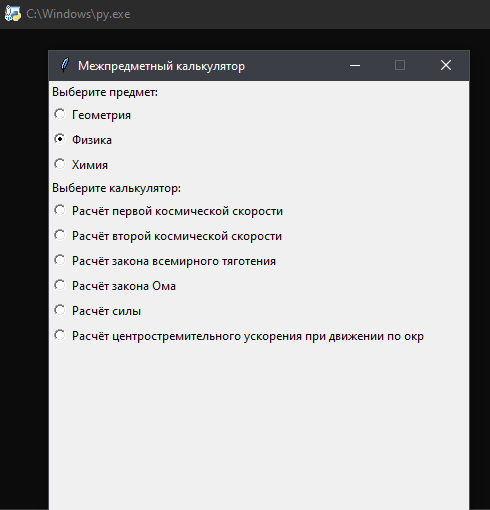 C:\Windows\py.exe
Межпредметный калькулятор
Выберите предмет:
Геометрия
Физика
Химия
Выберите калькулятор:
Расчёт первой космической скорости
Расчёт второй космической скорости
Расчёт закона всемирного тяготения
Расчёт закона Ома
Расчёт силы
Расчёт центростремительного ускорения при движении по окр